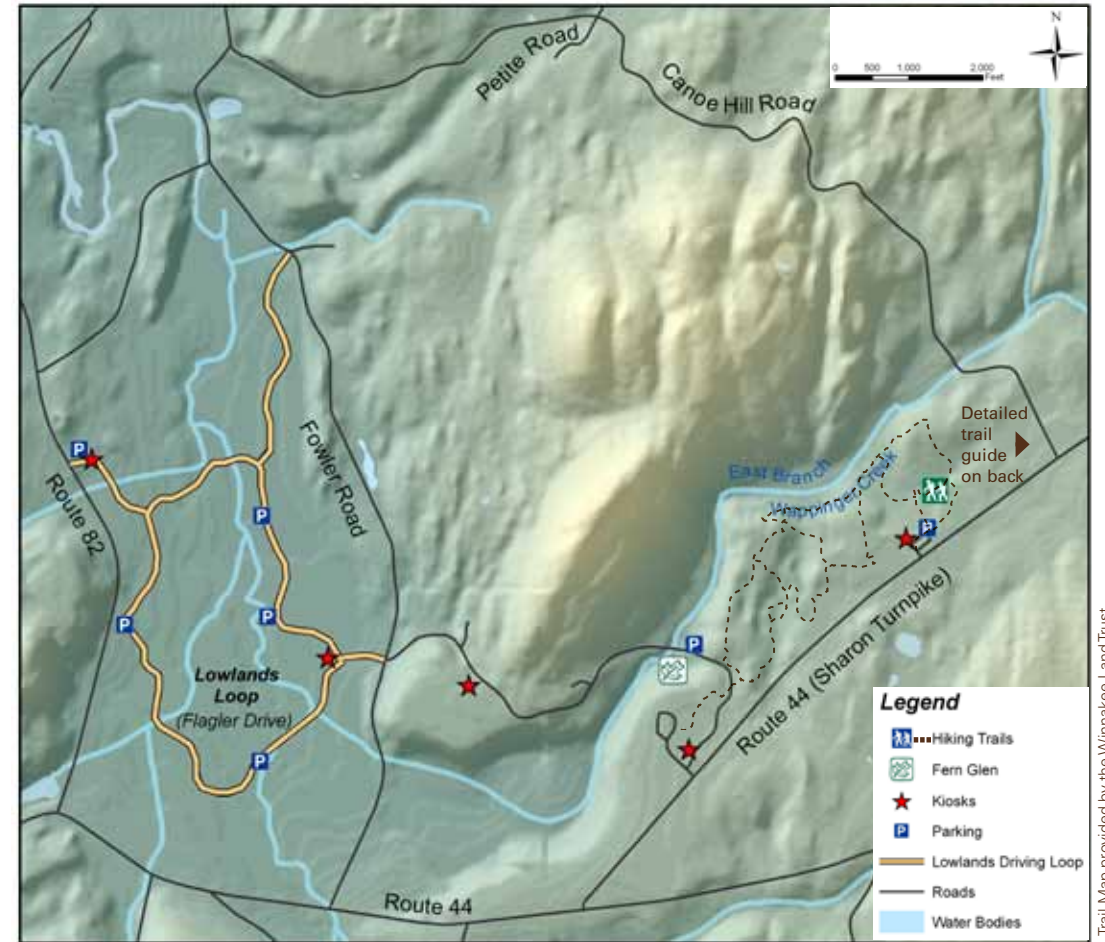 N
0 500 1,000 2,000
Feet
Petite Road
Canoe Hill Road
Fowler Road
Route 82
Detailed
trail
guide
on back
East Branch
Wappinger Creek
P
P
P
P
P
P
P
Lowlands
Loop
(Flagler Drive)
Route 44 (Sharon Turnpike)
Route 44
Legend
Hiking Trails
Fern Glen
Kiosks
P Parking
Lowlands Driving Loop
Roads
Water Bodies
Trail Map provided by the Winnakee Land Trust